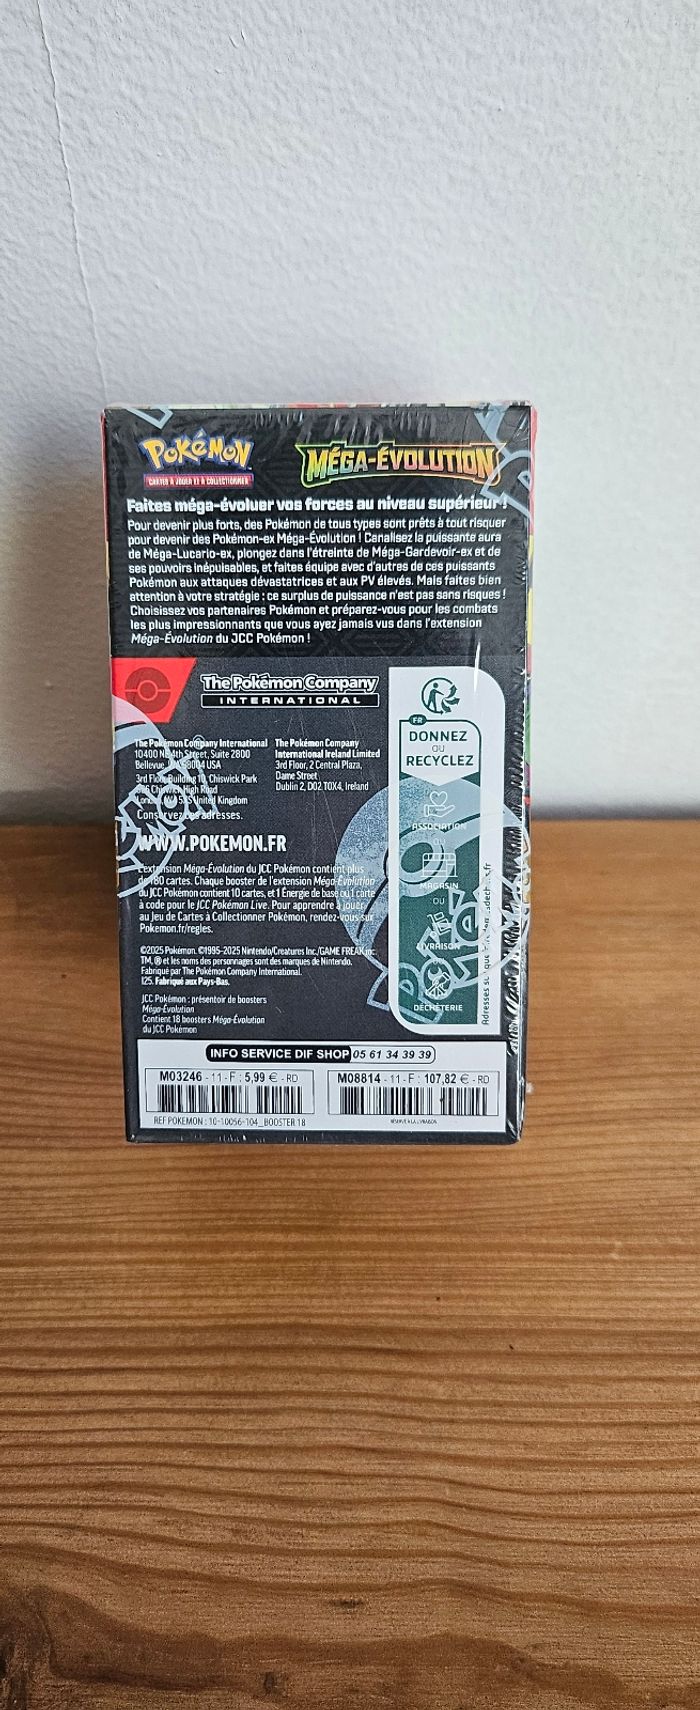 POKÉMON
CARTES À JOUER ET À COLLECTIONNER
MÉGA-ÉVOLUTION
Faites méga-évoluer vos forces au niveau supérieur !
Pour devenir plus forts, des Pokémon de tous types sont prêts à tout risquer
pour devenir des Pokémon-ex Méga-Évolution ! Canalisez la puissante aura
de Méga-Lucario-ex, plongez dans l'étreinte de Méga-Gardevoir-ex et de
ses pouvoirs inépuisables, et faites équipe avec d'autres de ces puissants
Pokémon aux attaques dévastatrices et aux PV élevés. Mais faites bien
attention à votre stratégie : ce surplus de puissance n'est pas sans risques !
Choisissez vos partenaires Pokémon et préparez-vous pour les combats
les plus impressionnants que vous ayez jamais vus dans l'extension
Méga-Évolution du JCC Pokémon !
The Pokémon Company
INTERNATIONAL
The Pokémon Company International
10400 NE 4th Street, Suite 2800
Bellevue, WA 98004 USA
3rd Floor, Building 10, Chiswick Park
566 Chiswick High Road
London, W4 5XS United Kingdom
Conservez ces adresses.
The Pokémon Company
International Ireland Limited
3rd Floor, 2 Central Plaza,
Dame Street
Dublin 2, D02 T0X4, Ireland
WWW.POKEMON.FR
L'extension Méga-Évolution du JCC Pokémon contient plus
de 180 cartes. Chaque booster de l'extension Méga-Évolution
du JCC Pokémon contient 10 cartes, et 1 Énergie de base ou 1 carte
à code pour le JCC Pokémon Live. Pour apprendre à jouer
au Jeu de Cartes à Collectionner Pokémon, rendez-vous sur
Pokemon.fr/regles.
©2025 Pokémon. ©1995-2025 Nintendo/Creatures Inc./GAME FREAK inc.
TM, ® et les noms des personnages sont des marques de Nintendo.
Fabriqué par The Pokémon Company International.
I25. Fabriqué aux Pays-Bas.
JCC Pokémon : présentoir de boosters
Méga-Évolution
Contient 18 boosters Méga-Évolution
du JCC Pokémon
FR
DONNEZ
ou
RECYCLEZ
ASSOCIATION
OU
MAGASIN
OU
LIVRAISON
DÉCHÈTERIE
Adresses sur
INFO SERVICE DIF SHOP 05 61 34 39 39
M03246 - 11 - F : 5,99 € - RD
M08814 - 11 - F : 107,82 € - RD
REF POKEMON : 10-10056-104_BOOSTER 18
RÉSERVÉ A LA LIVRAISON